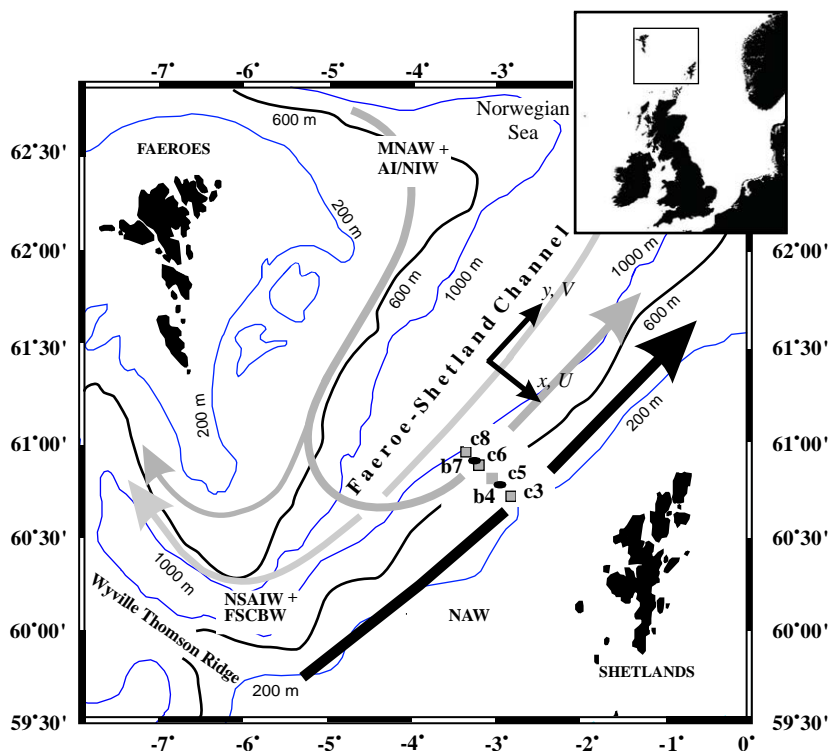 -7° -6° -5° -4° -3°
Norwegian
Sea
600 m
MNAW +
AI/NIW
FAEROES
62°30'
200 m
62°00' 62°00'
600 m
1000 m
1000 m
Faeroe-Shetland Channel
y, V
600 m
61°30' 61°30'
x, U
200 m
200 m
61°00' 61°00'
c8
c6
b7
c5
b4 c3
60°30' 60°30'
1000 m
NSAIW +
FSCBW
NAW
Wyville Thomson Ridge
60°00' 60°00'
200 m
SHETLANDS
59°30' 59°30'
-7° -6° -5° -4° -3° -2° -1° 0°